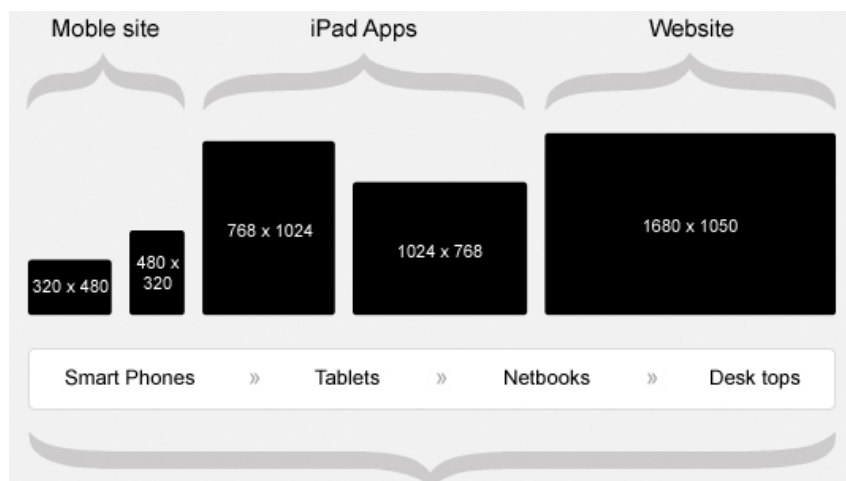 Moble site
iPad Apps
Website
320 x 480
480 x
320
768 x 1024
1024 x 768
1680 x 1050
Smart Phones » Tablets » Netbooks » Desk tops